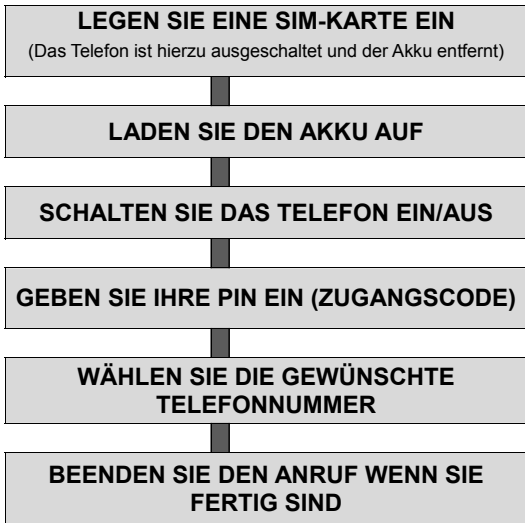 LEGEN SIE EINE SIM-KARTE EIN
(Das Telefon ist hierzu ausgeschaltet und der Akku entfernt)
LADEN SIE DEN AKKU AUF
SCHALTEN SIE DAS TELEFON EIN/AUS
GEBEN SIE IHRE PIN EIN (ZUGANGSCODE)
WÄHLEN SIE DIE GEWÜNSCHTE
TELEFONNUMMER
BEENDEN SIE DEN ANRUF WENN SIE
FERTIG SIND